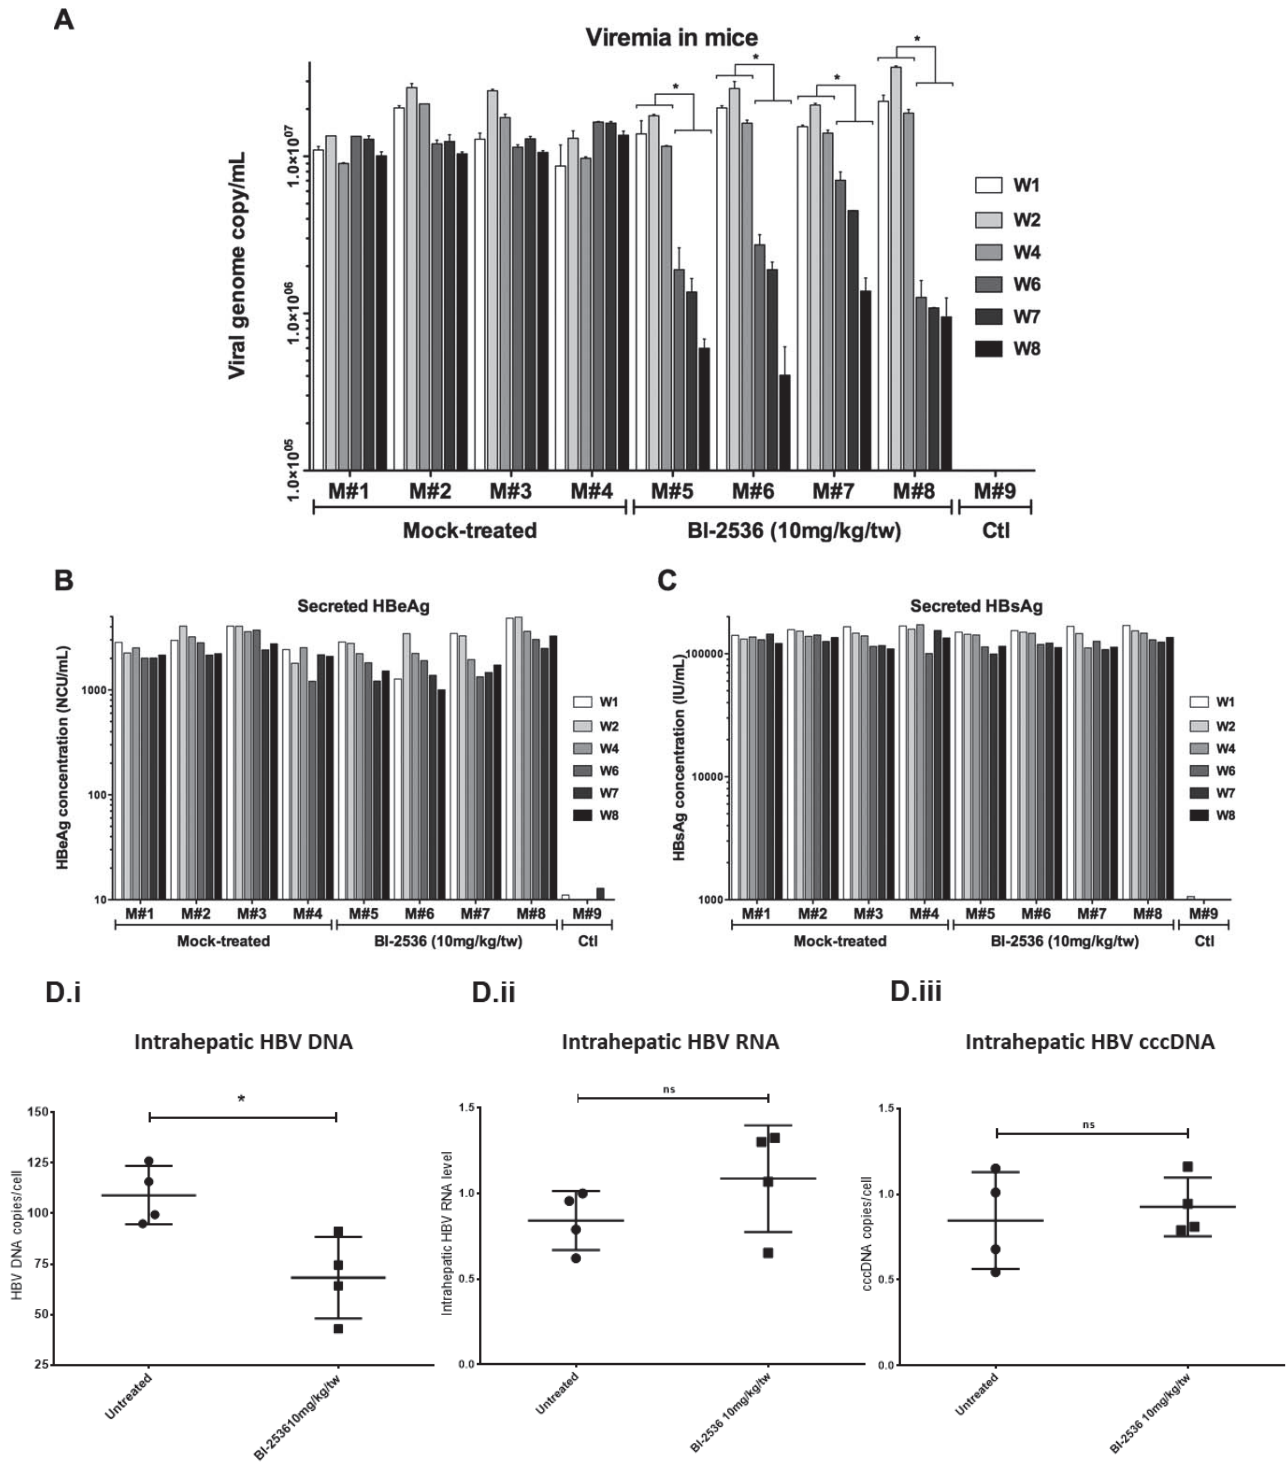 A
Viremia in mice
Viral genome copy/mL
1.0×10⁰⁷
1.0×10⁰⁶
1.0×10⁰⁵
* * * *
W1
W2
W4
W6
W7
W8
M#1 M#2 M#3 M#4 M#5 M#6 M#7 M#8 M#9
Mock-treated BI-2536 (10mg/kg/tw) Ctl
B
Secreted HBeAg
HBeAg concentration (NCU/mL)
1000
100
10
W1
W2
W4
W6
W7
W8
M#1 M#2 M#3 M#4 M#5 M#6 M#7 M#8 M#9
Mock-treated BI-2536 (10mg/kg/tw) Ctl
C
Secreted HBsAg
HBsAg concentration (IU/mL)
100000
10000
1000
W1
W2
W4
W6
W7
W8
M#1 M#2 M#3 M#4 M#5 M#6 M#7 M#8 M#9
Mock-treated BI-2536 (10mg/kg/tw) Ctl
D.i
Intrahepatic HBV DNA
HBV DNA copies/cell
150
125
100
75
50
25
*
Untreated
BI-253610mg/kg/tw
D.ii
Intrahepatic HBV RNA
Intrahepatic HBV RNA level
1.5
1.0
0.5
0.0
ns
Untreated
BI-2536 10mg/kg/tw
D.iii
Intrahepatic HBV cccDNA
cccDNA copies/cell
1.5
1.0
0.5
0.0
ns
Untreated
BI-2536 10mg/kg/tw